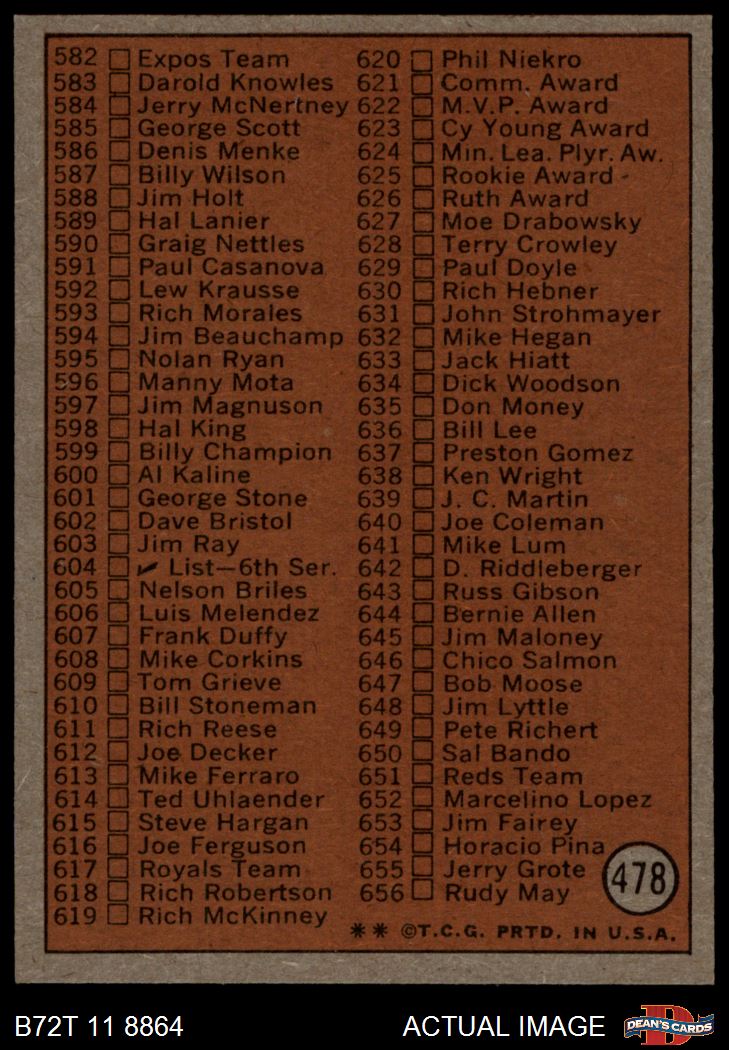 582 Expos Team
583 Darold Knowles
584 Jerry McNertney
585 George Scott
586 Denis Menke
587 Billy Wilson
588 Jim Holt
589 Hal Lanier
590 Graig Nettles
591 Paul Casanova
592 Lew Krausse
593 Rich Morales
594 Jim Beauchamp
595 Nolan Ryan
596 Manny Mota
597 Jim Magnuson
598 Hal King
599 Billy Champion
600 Al Kaline
601 George Stone
602 Dave Bristol
603 Jim Ray
604 ✔ List—6th Ser.
605 Nelson Briles
606 Luis Melendez
607 Frank Duffy
608 Mike Corkins
609 Tom Grieve
610 Bill Stoneman
611 Rich Reese
612 Joe Decker
613 Mike Ferraro
614 Ted Uhlaender
615 Steve Hargan
616 Joe Ferguson
617 Royals Team
618 Rich Robertson
619 Rich McKinney
620 Phil Niekro
621 Comm. Award
622 M.V.P. Award
623 Cy Young Award
624 Min. Lea. Plyr. Aw.
625 Rookie Award
626 Ruth Award
627 Moe Drabowsky
628 Terry Crowley
629 Paul Doyle
630 Rich Hebner
631 John Strohmayer
632 Mike Hegan
633 Jack Hiatt
634 Dick Woodson
635 Don Money
636 Bill Lee
637 Preston Gomez
638 Ken Wright
639 J. C. Martin
640 Joe Coleman
641 Mike Lum
642 D. Riddleberger
643 Russ Gibson
644 Bernie Allen
645 Jim Maloney
646 Chico Salmon
647 Bob Moose
648 Jim Lyttle
649 Pete Richert
650 Sal Bando
651 Reds Team
652 Marcelino Lopez
653 Jim Fairey
654 Horacio Pina
655 Jerry Grote
656 Rudy May
478
** ©T.C.G. PRTD. IN U.S.A.
B72T 11 8864
ACTUAL IMAGE
D
DEAN'S CARDS